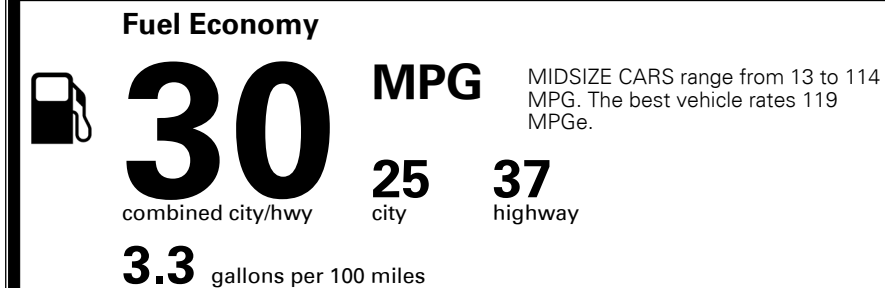 Fuel Economy
30
MPG
MIDSIZE CARS range from 13 to 114
MPG. The best vehicle rates 119
MPGe.
25
37
combined city/hwy
city
highway
3.3 gallons per 100 miles